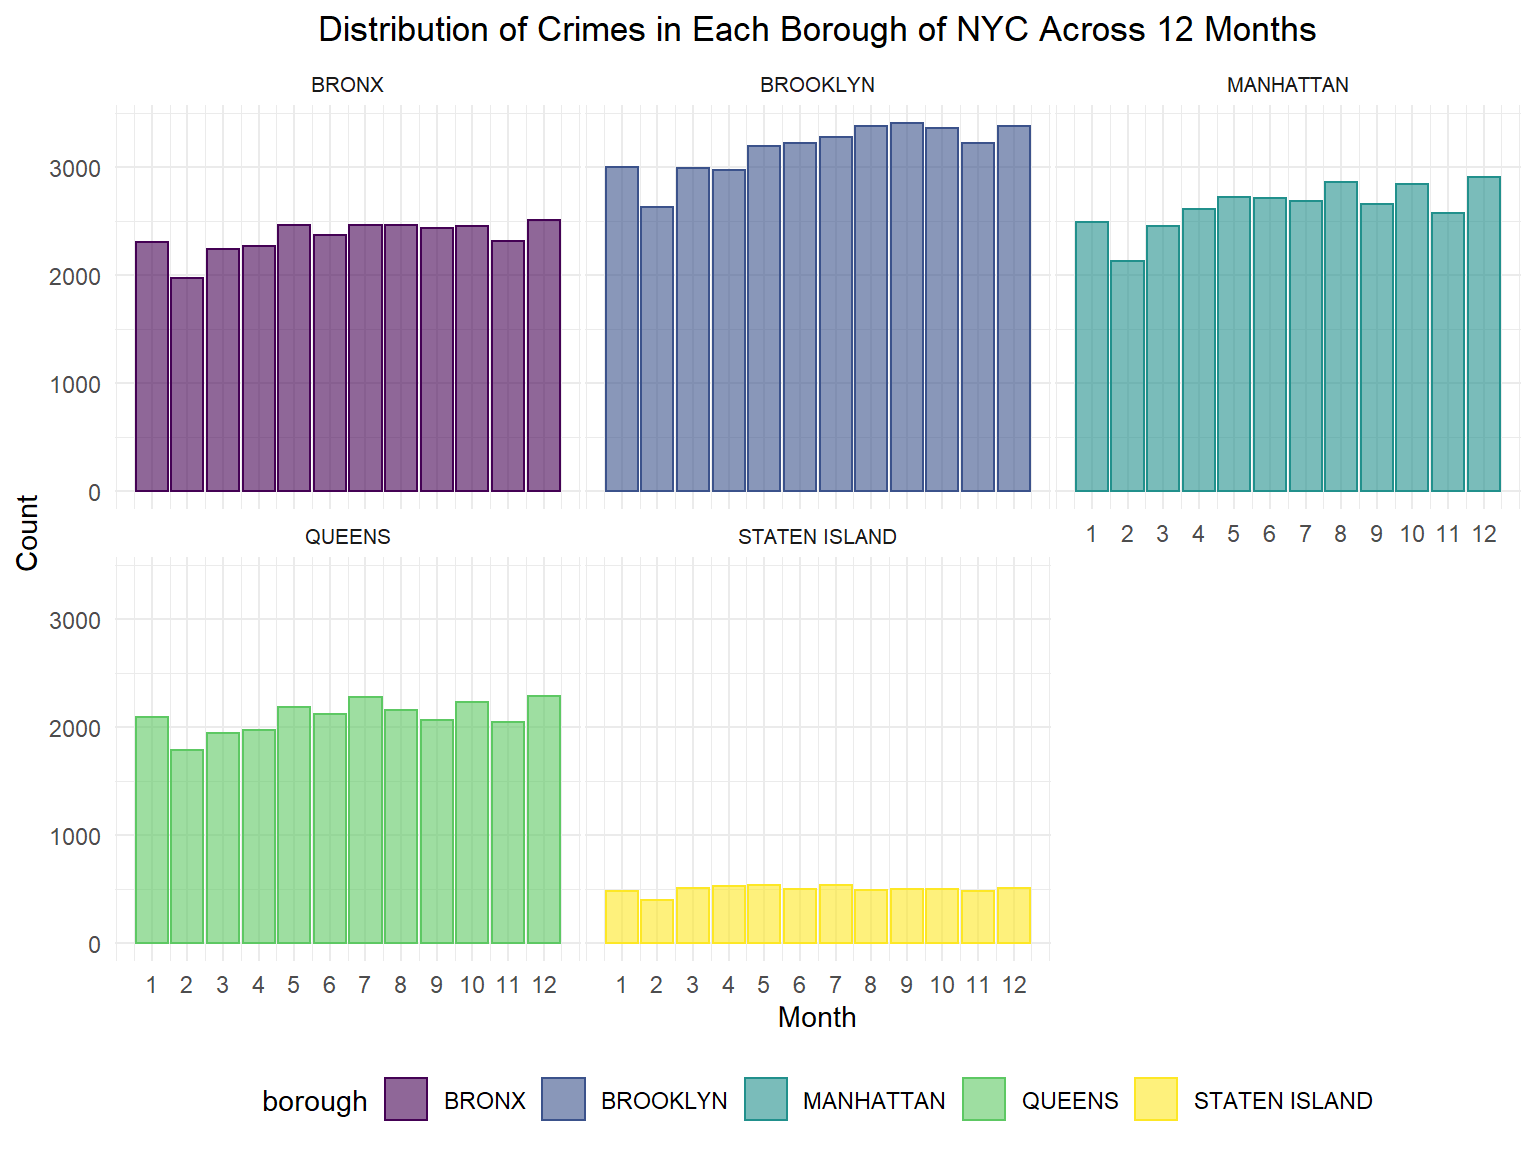 Distribution of Crimes in Each Borough of NYC Across 12 Months
BRONX
BROOKLYN
MANHATTAN
3000
2000
1000
0
1 2 3 4 5 6 7 8 9 10 11 12
Count
QUEENS
STATEN ISLAND
3000
2000
1000
0
1 2 3 4 5 6 7 8 9 10 11 12
1 2 3 4 5 6 7 8 9 10 11 12
Month
borough BRONX BROOKLYN MANHATTAN QUEENS STATEN ISLAND